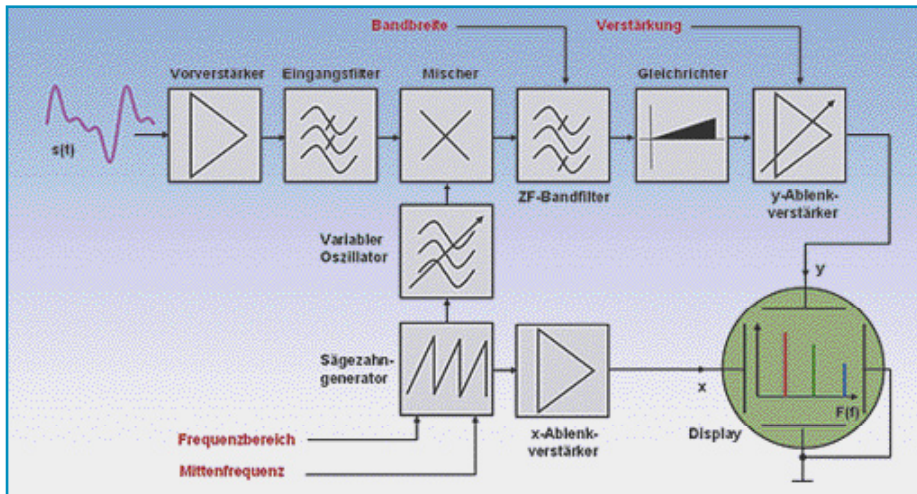 Bandbreite
Verstärkung
Vorverstärker
Eingangsfilter
Mischer
Gleichrichter
s(t)
ZF-Bandfilter
y-Ablenk-
verstärker
Variabler
Oszillator
y
Sägezahn-
generator
x
F(f)
Frequenzbereich
x-Ablenk-
verstärker
Display
Mittenfrequenz